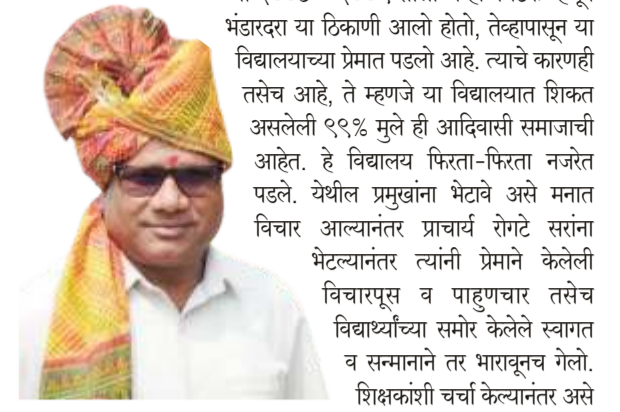 भंडारदरा या ठिकाणी आलो होतो, तेव्हापासून या
विद्यालयाच्या प्रेमात पडलो आहे. त्याचे कारणही
तसेच आहे, ते म्हणजे या विद्यालयात शिकत
असलेली ९९% मुले ही आदिवासी समाजाची
आहेत. हे विद्यालय फिरता-फिरता नजरेत
पडले. येथील प्रमुखांना भेटावे असे मनात
विचार आल्यानंतर प्राचार्य रोगटे सरांना
भेटल्यानंतर त्यांनी प्रेमाने केलेली
विचारपूस व पाहुणचार तसेच
विद्यार्थ्यांच्या समोर केलेले स्वागत
व सन्मानाने तर भारावूनच गेलो.
शिक्षकांशी चर्चा केल्यानंतर असे